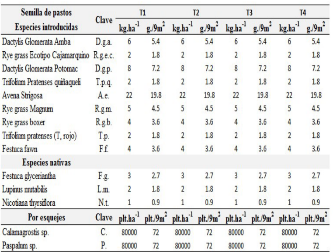 Semilla de pastos Clave T1 T2 T3 T4
Especies introducidas kg.ha-1 g./9m2 kg.ha-1 g./9m2 kg.ha-1 g./9m2 kg.ha-1 g./9m2
Dactylis Glomerata Amba D.g.a. 6 5.4 6 5.4 6 5.4 6 5.4
Rye grass Ecotipo Cajamarquino R.g.e.c. 2 1.8 2 1.8 2 1.8 2 1.8
Dactylis Glomerata Potomac D.g.p. 8 7.2 8 7.2 8 7.2 8 7.2
Trifolium Pratenses quiñaqueli T.p.q. 2 1.8 2 1.8 2 1.8 2 1.8
Avena Strigosa A.e. 22 19.8 22 19.8 22 19.8 22 19.8
Rye grass Magnum R.g.m. 5 4.5 5 4.5 5 4.5 5 4.5
Rye grass boxer R.g.b. 4 3.6 4 3.6 4 3.6 4 3.6
Trifolium pratenses (T, rojo) T.p. 2 1.8 2 1.8 2 1.8 2 1.8
Festuca fawn F.f. 4 3.6 4 3.6 4 3.6 4 3.6
Especies nativas
Festuca glyceriantha F.g. 3 2.7 3 2.7 3 2.7 3 2.7
Lupinus mutabilis L.m. 2 1.8 2 1.8 2 1.8 2 1.8
Nicotiana thyrsiflora N.t. 1 0.9 1 0.9 1 0.9 1 0.9
Por esquejes Clave plt.ha-1 plt./9m2 plt.ha-1 plt./9m2 plt.ha-1 plt./9m2 plt.ha-1 plt./9m2
Calamagrostis sp. C. 80000 72 80000 72 80000 72 80000 72
Paspalum sp. P. 80000 72 80000 72 80000 72 80000 72